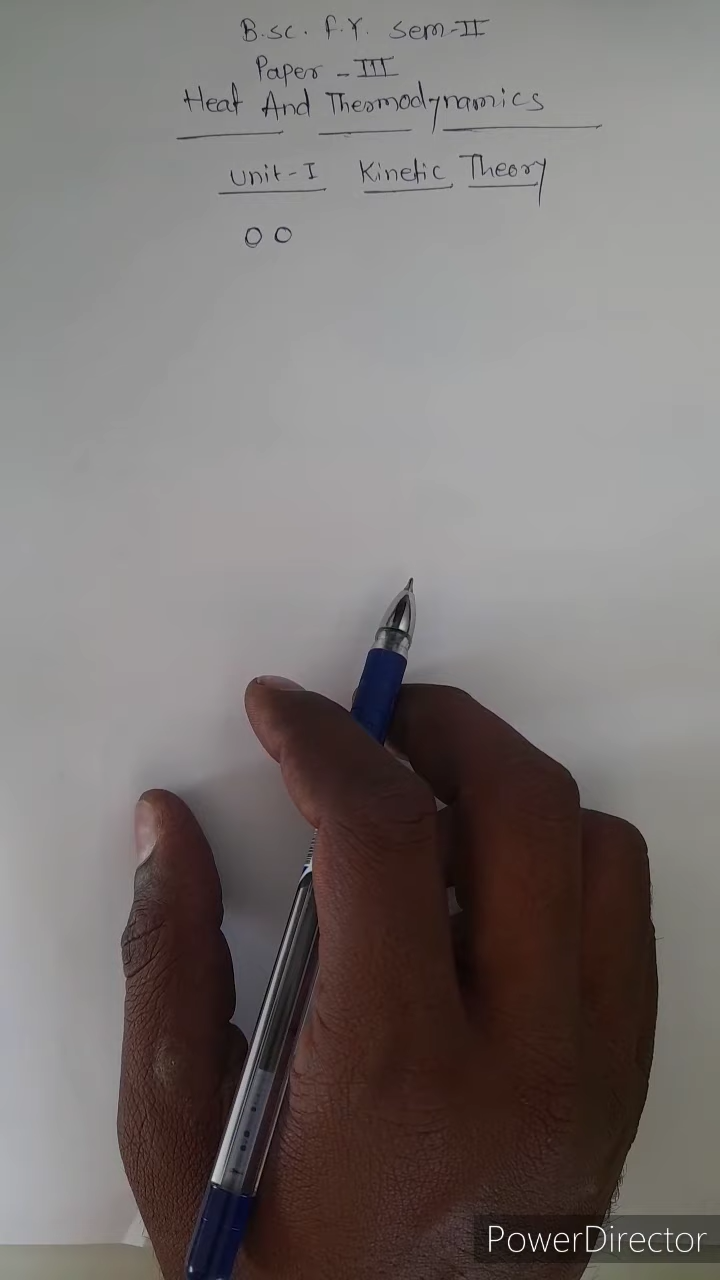 B.sc. F.Y. Sem-II
Paper - III
Heat And Thermodynamics
Unit-I Kinetic Theory
O O
PowerDirector